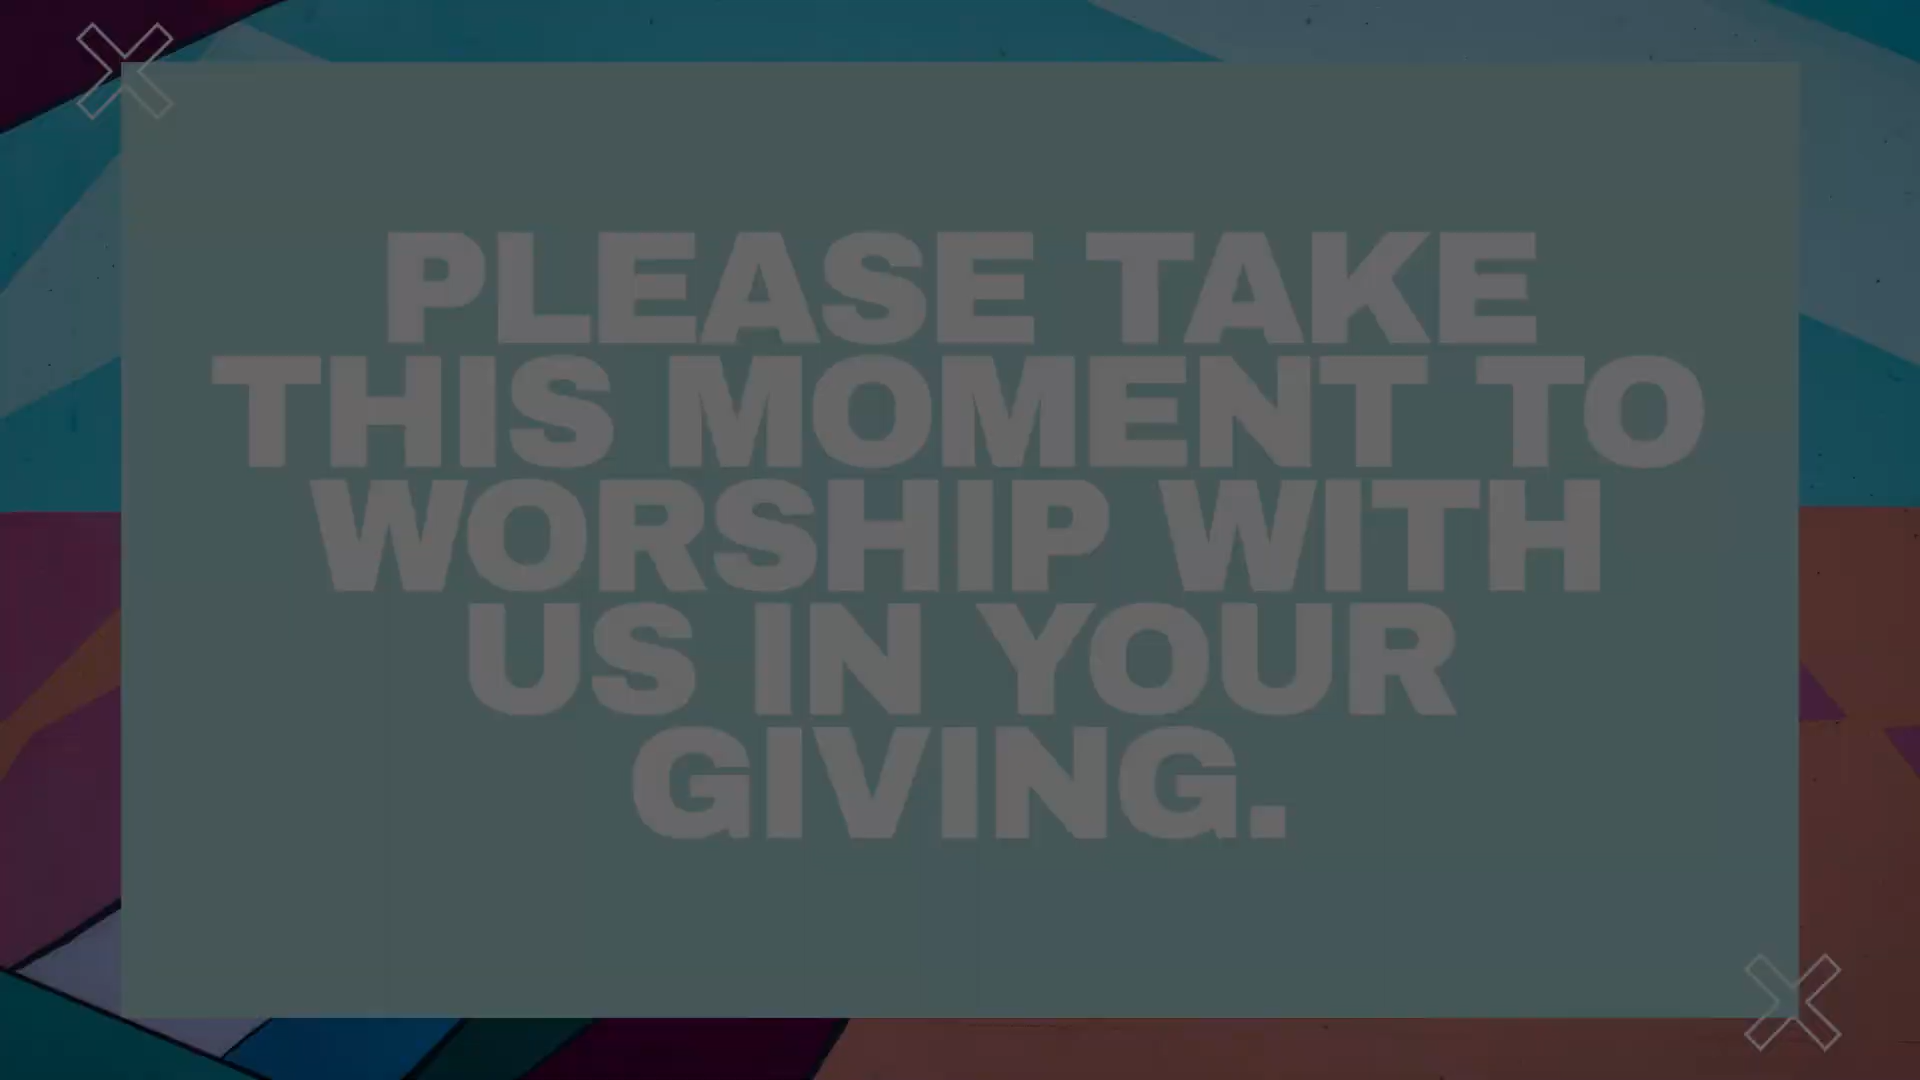 PLEASE TAKE
THIS MOMENT TO
WORSHIP WITH
US IN YOUR
GIVING.